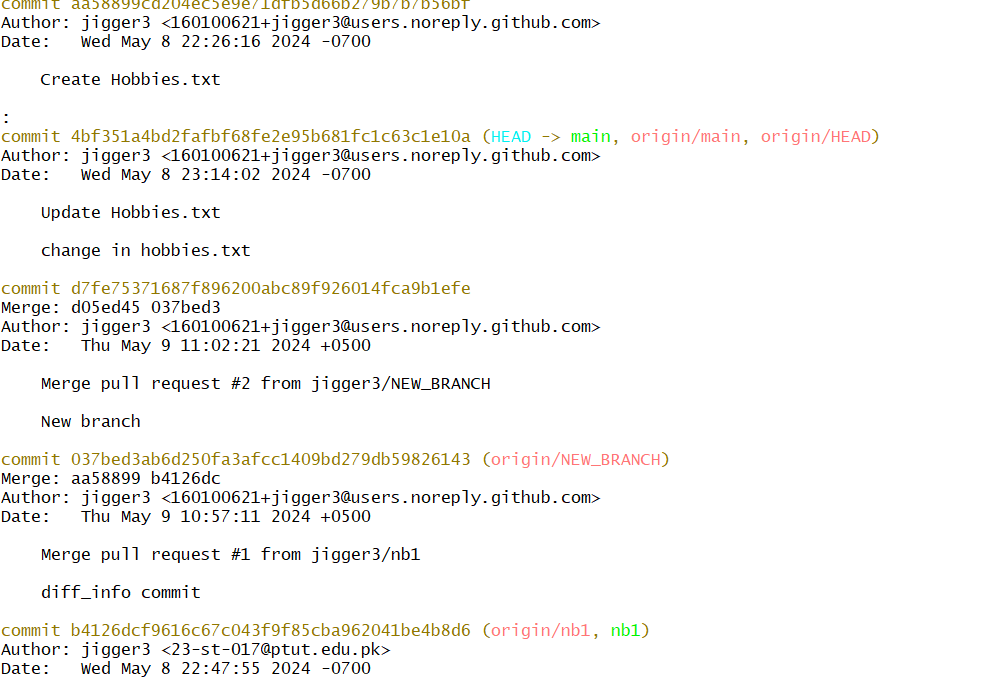 commit aa58899cd204ec5e9e71dfb5d66b279b7b7b56bf
Author: jigger3 <160100621+jigger3@users.noreply.github.com>
Date:   Wed May 8 22:26:16 2024 -0700
Create Hobbies.txt
:
commit 4bf351a4bd2fafbf68fe2e95b681fc1c63c1e10a (HEAD -> main, origin/main, origin/HEAD)
Author: jigger3 <160100621+jigger3@users.noreply.github.com>
Date:   Wed May 8 23:14:02 2024 -0700
Update Hobbies.txt
change in hobbies.txt
commit d7fe75371687f896200abc89f926014fca9b1efe
Merge: d05ed45 037bed3
Author: jigger3 <160100621+jigger3@users.noreply.github.com>
Date:   Thu May 9 11:02:21 2024 +0500
Merge pull request #2 from jigger3/NEW_BRANCH
New branch
commit 037bed3ab6d250fa3afcc1409bd279db59826143 (origin/NEW_BRANCH)
Merge: aa58899 b4126dc
Author: jigger3 <160100621+jigger3@users.noreply.github.com>
Date:   Thu May 9 10:57:11 2024 +0500
Merge pull request #1 from jigger3/nb1
diff_info commit
commit b4126dcf9616c67c043f9f85cba962041be4b8d6 (origin/nb1, nb1)
Author: jigger3 <23-st-017@ptut.edu.pk>
Date:   Wed May 8 22:47:55 2024 -0700